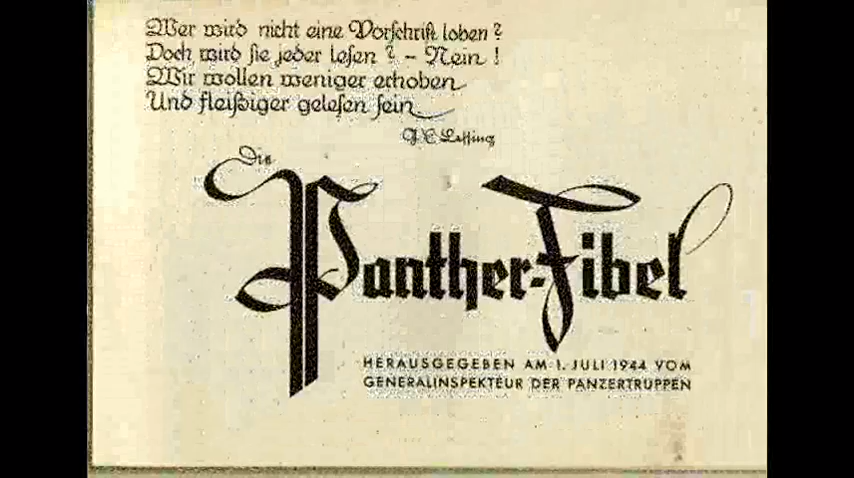 Wer wird nicht eine Vorschrift loben?
Doch wird sie jeder lesen? – Nein!
Wir wollen weniger erhoben
Und fleißiger gelesen sein
G. E. Lessing
Die
Panther-Fibel
HERAUSGEGEBEN AM 1. JULI 1944 VOM
GENERALINSPEKTEUR DER PANZERTRUPPEN